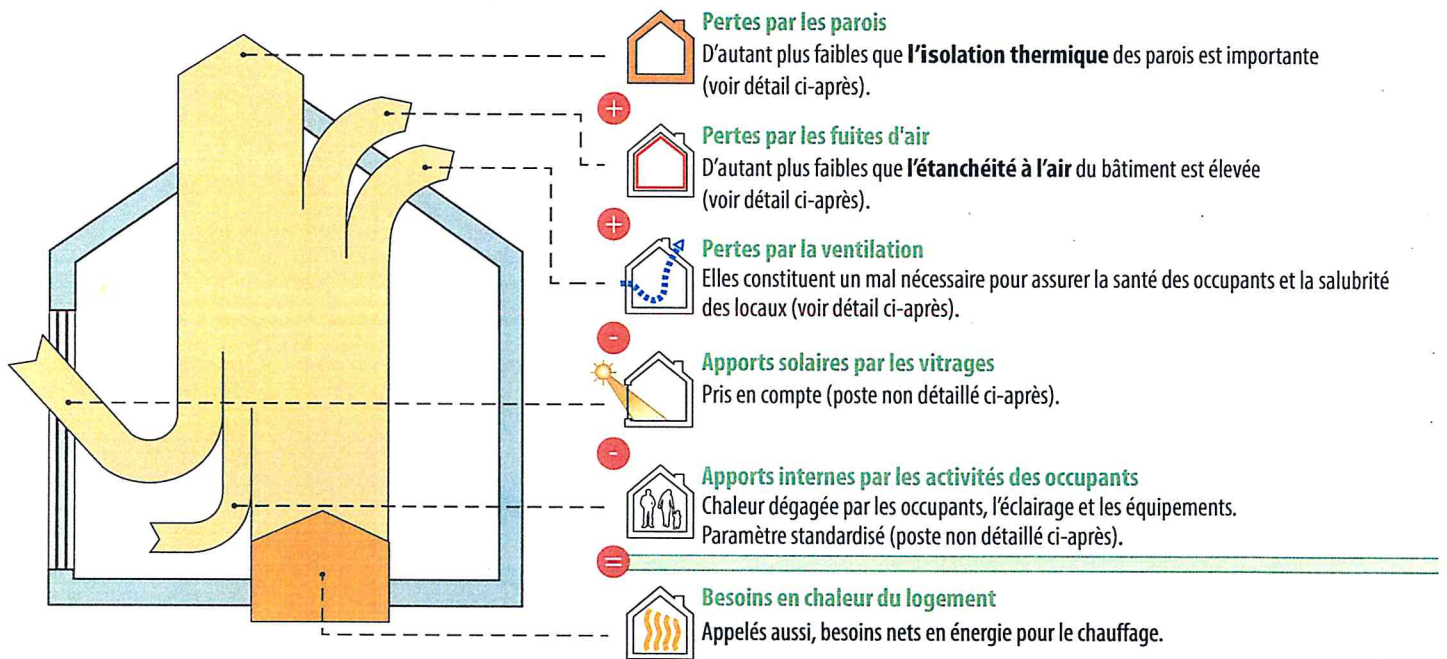 Pertes par les parois
D'autant plus faibles que l'isolation thermique des parois est importante
(voir détail ci-après).
+
Pertes par les fuites d'air
D'autant plus faibles que l'étanchéité à l'air du bâtiment est élevée
(voir détail ci-après).
+
Pertes par la ventilation
Elles constituent un mal nécessaire pour assurer la santé des occupants et la salubrité
des locaux (voir détail ci-après).
-
Apports solaires par les vitrages
Pris en compte (poste non détaillé ci-après).
-
Apports internes par les activités des occupants
Chaleur dégagée par les occupants, l'éclairage et les équipements.
Paramètre standardisé (poste non détaillé ci-après).
=
Besoins en chaleur du logement
Appelés aussi, besoins nets en énergie pour le chauffage.